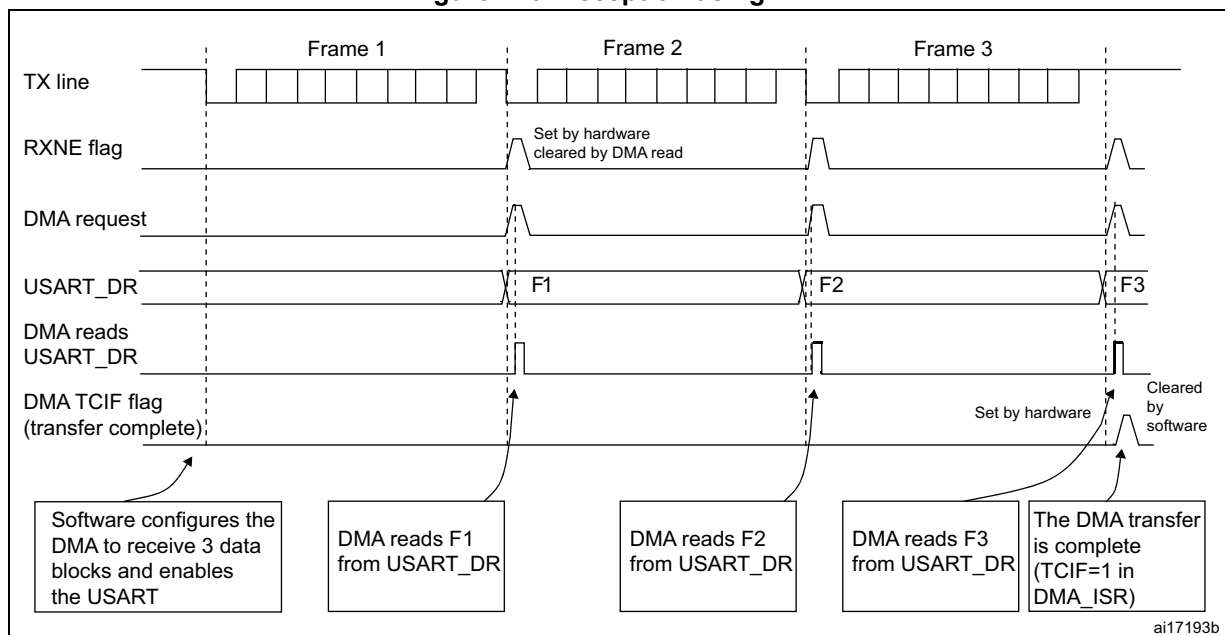 Frame 1
Frame 2
Frame 3
TX line
RXNE flag
Set by hardware
cleared by DMA read
DMA request
USART_DR
F1
F2
F3
DMA reads
USART_DR
DMA TCIF flag
(transfer complete)
Set by hardware
Cleared
by
software
Software configures the
DMA to receive 3 data
blocks and enables
the USART
DMA reads F1
from USART_DR
DMA reads F2
from USART_DR
DMA reads F3
from USART_DR
The DMA transfer
is complete
(TCIF=1 in
DMA_ISR)
ai17193b